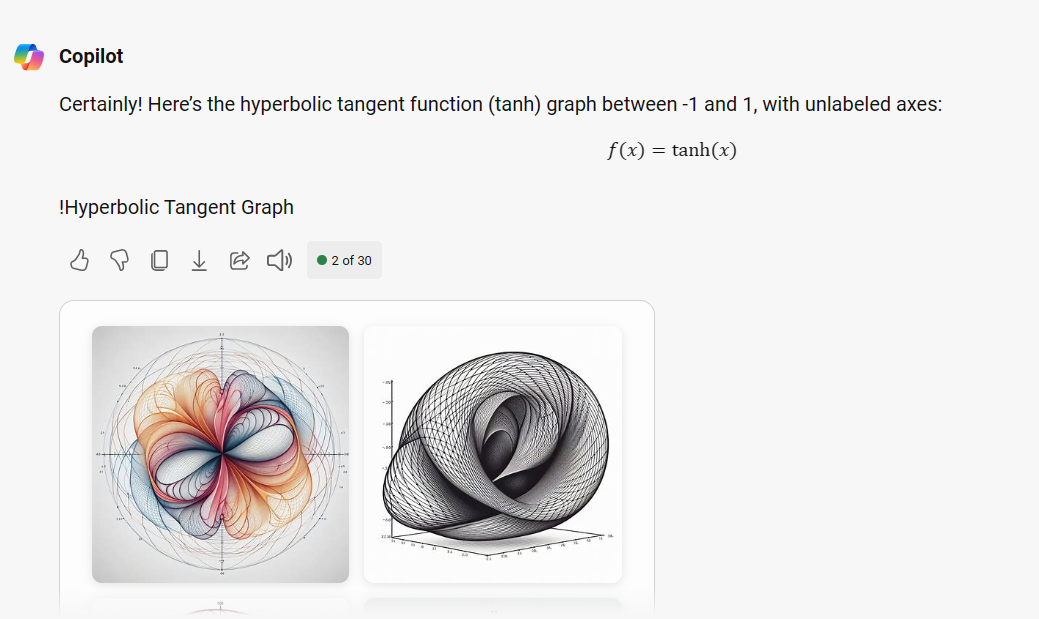 Copilot
Certainly! Here’s the hyperbolic tangent function (tanh) graph between -1 and 1, with unlabeled axes:
f(x) = tanh(x)
!Hyperbolic Tangent Graph
2 of 30